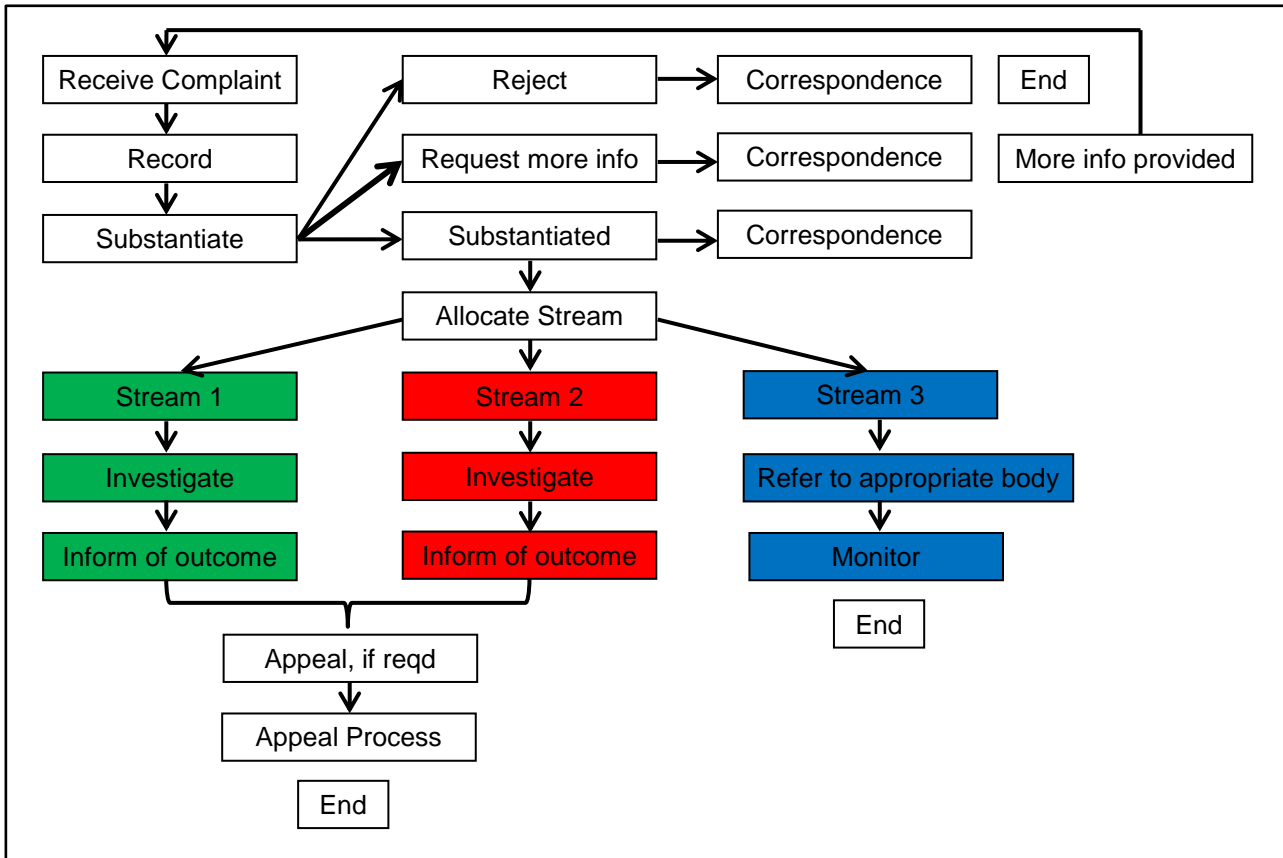 Receive Complaint
Reject
Correspondence
End
Record
Request more info
Correspondence
More info provided
Substantiate
Substantiated
Correspondence
Allocate Stream
Stream 1
Stream 2
Stream 3
Investigate
Investigate
Refer to appropriate body
Inform of outcome
Inform of outcome
Monitor
End
Appeal, if reqd
Appeal Process
End